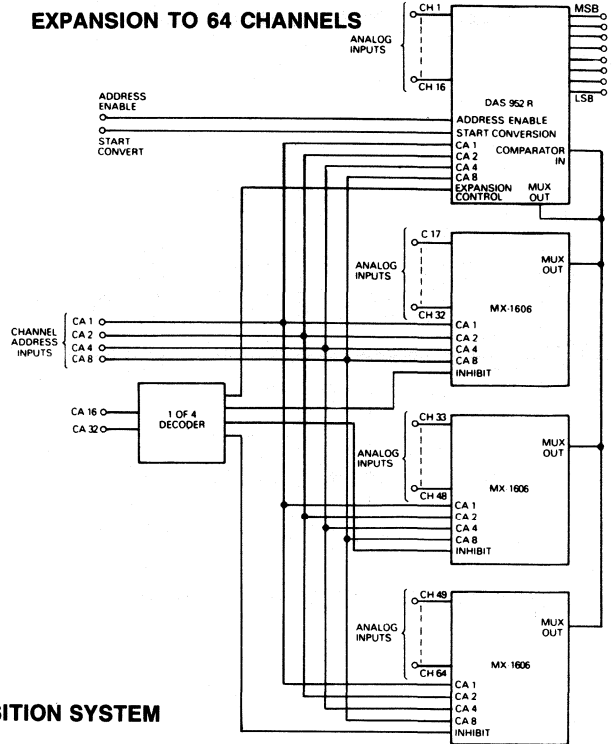 EXPANSION TO 64 CHANNELS
ANALOG
INPUTS
CH 1
CH 16
MSB
LSB
DAS 952 R
ADDRESS
ENABLE
START
CONVERT
ADDRESS ENABLE
START CONVERSION
CA 1
CA 2
CA 4
CA 8
EXPANSION
CONTROL
COMPARATOR
IN
MUX
OUT
ANALOG
INPUTS
C 17
CH 32
MUX
OUT
MX-1606
CA 1
CA 2
CA 4
CA 8
INHIBIT
CHANNEL
ADDRESS
INPUTS
CA 1
CA 2
CA 4
CA 8
CA 16
CA 32
1 OF 4
DECODER
ANALOG
INPUTS
CH 33
CH 48
MUX
OUT
MX-1606
CA 1
CA 2
CA 4
CA 8
INHIBIT
ANALOG
INPUTS
CH 49
CH 64
MUX
OUT
MX-1606
CA 1
CA 2
CA 4
CA 8
INHIBIT
SITION SYSTEM